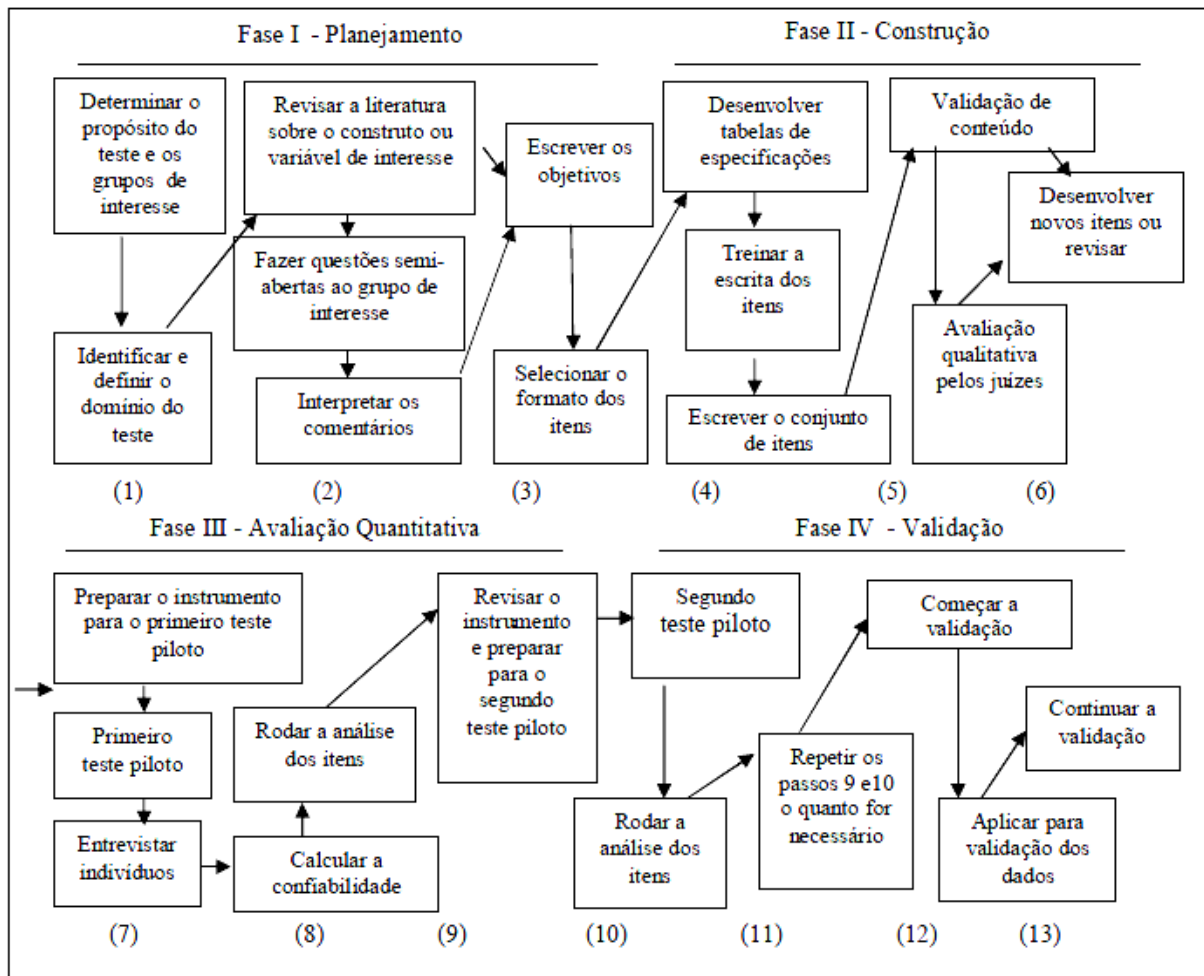 Fase I - Planejamento
Determinar o
propósito do
teste e os
grupos de
interesse
Identificar e
definir o
domínio do
teste
Revisar a literatura
sobre o construto ou
variável de interesse
Fazer questões semi-
abertas ao grupo de
interesse
Interpretar os
comentários
Escrever os
objetivos
Selecionar o
formato dos
itens
(1)
(2)
(3)
Fase II - Construção
Desenvolver
tabelas de
especificações
Treinar a
escrita dos
itens
Escrever o conjunto
de itens
Validação de
conteúdo
Avaliação
qualitativa
pelos juízes
Desenvolver
novos itens ou
revisar
(4)
(5)
(6)
Fase III - Avaliação Quantitativa
Preparar o instrumento
para o primeiro teste
piloto
Primeiro
teste piloto
Entrevistar
indivíduos
Calcular a
confiabilidade
Rodar a análise
dos itens
Revisar o
instrumento
e preparar
para o
segundo
teste piloto
(7)
(8)
(9)
Fase IV - Validação
Segundo
teste piloto
Rodar a
análise dos
itens
Repetir os
passos 9 e10
o quanto for
necessário
Começar a
validação
Aplicar para
validação dos
dados
Continuar a
validação
(10)
(11)
(12)
(13)